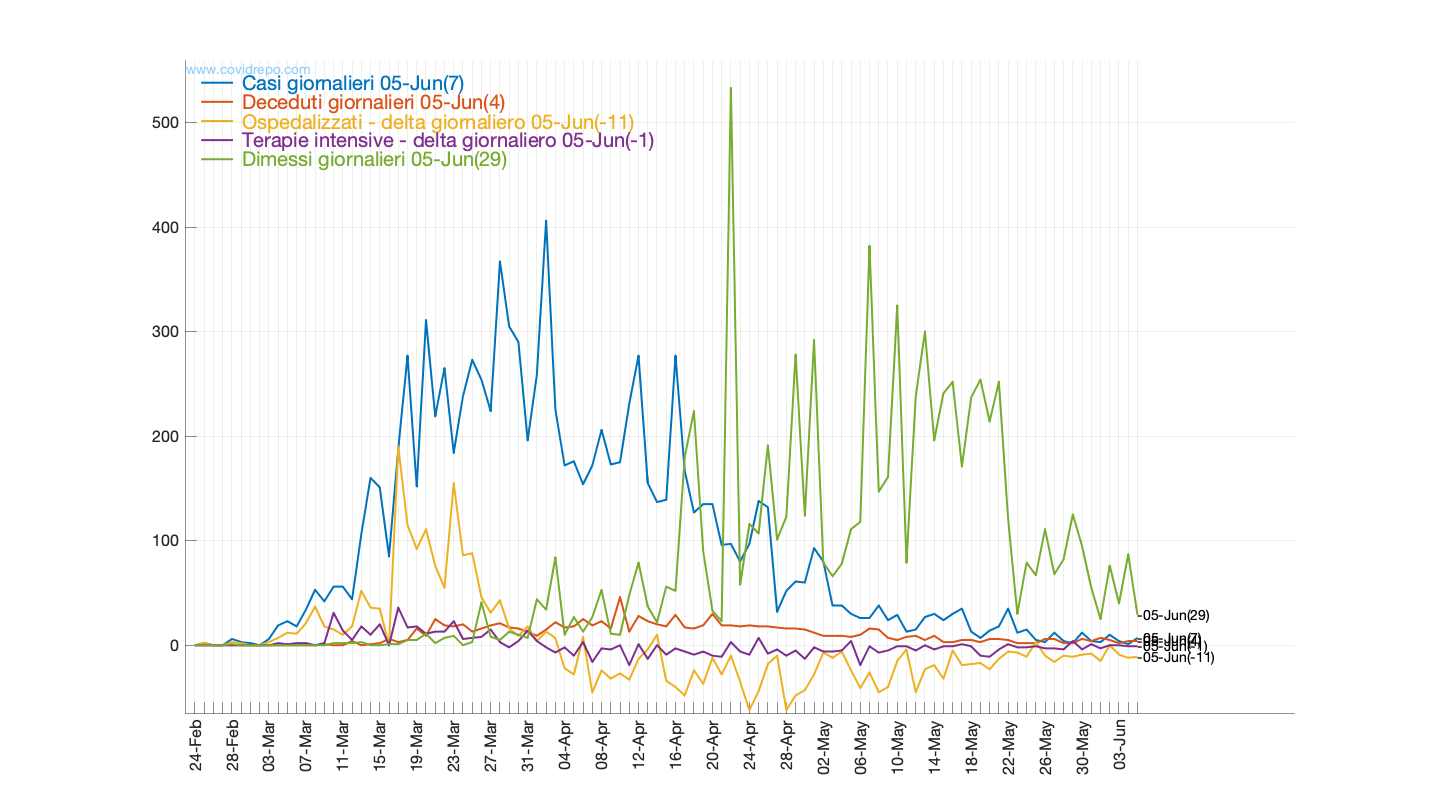 www.covidrepo.com
Casi giornalieri 05-Jun(7)
Deceduti giornalieri 05-Jun(4)
Ospedalizzati - delta giornaliero 05-Jun(-11)
Terapie intensive - delta giornaliero 05-Jun(-1)
Dimessi giornalieri 05-Jun(29)
500
400
300
200
100
0
05-Jun(29)
05-Jun(7)
05-Jun(-11)
24-Feb
28-Feb
03-Mar
07-Mar
11-Mar
15-Mar
19-Mar
23-Mar
27-Mar
31-Mar
04-Apr
08-Apr
12-Apr
16-Apr
20-Apr
24-Apr
28-Apr
02-May
06-May
10-May
14-May
18-May
22-May
26-May
30-May
03-Jun